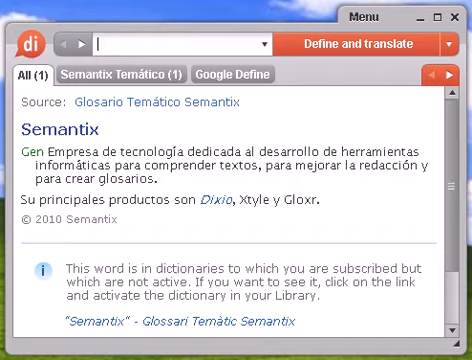 Menu
di
Define and translate
All (1)
Semantix Temático (1)
Google Define
Source: Glosario Temático Semantix
Semantix
Gen Empresa de tecnología dedicada al desarrollo de herramientas
informáticas para comprender textos, para mejorar la redacción y
para crear glosarios.
Su principales productos son Dixio, Xtyle y Gloxr.
© 2010 Semantix
This word is in dictionaries to which you are subscribed but
which are not active. If you want to see it, click on the link
and activate the dictionary in your Library.
"Semantix" - Glossari Temàtic Semantix